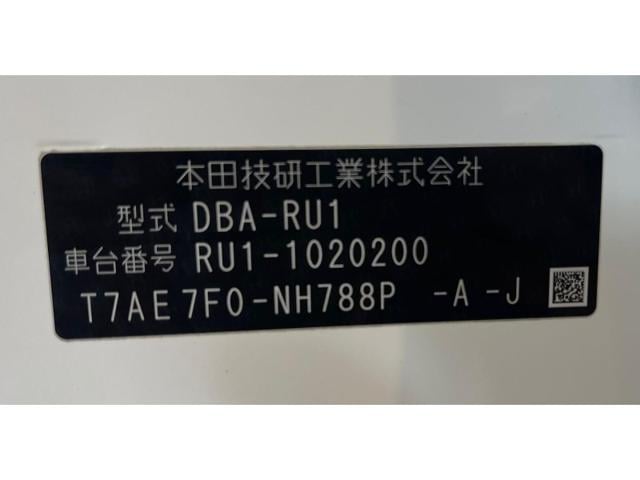 本田技研工業株式会社
型式 DBA-RU1
車台番号 RU1-1020200
T7AE7F0-NH788P -A -J